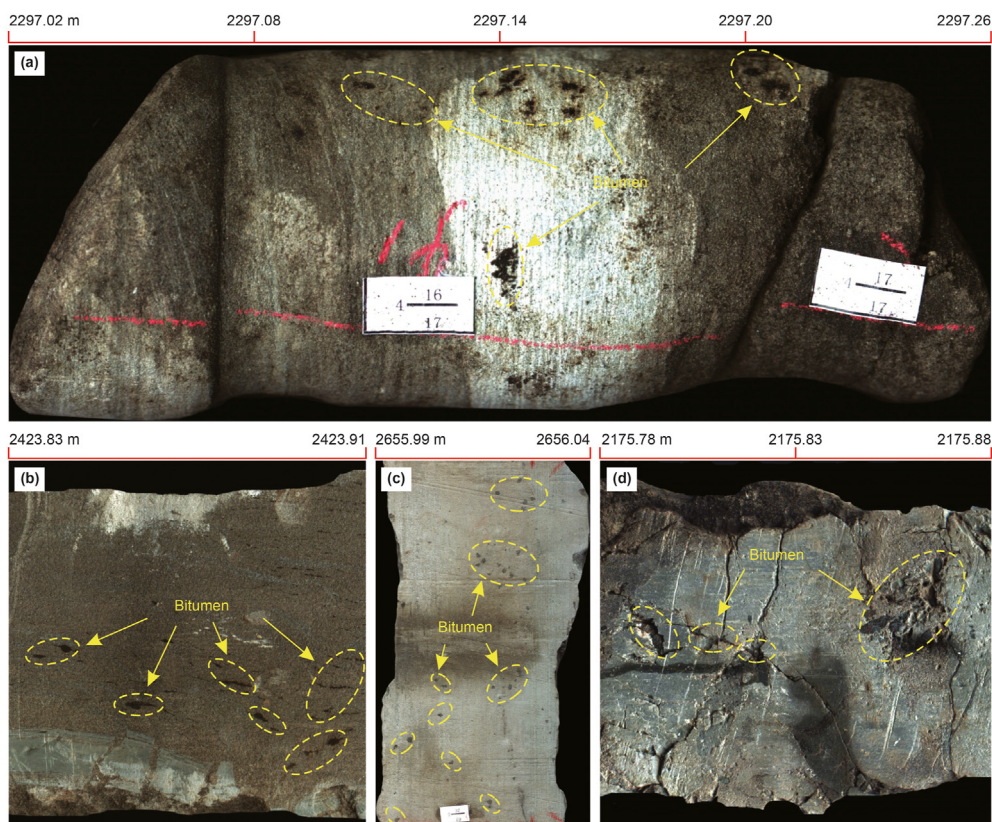 2297.02 m 2297.08 2297.14 2297.20 2297.26
(a)
Bitumen
4 16
17
17
17
2423.83 m 2423.91 2655.99 m 2656.04 2175.78 m 2175.83 2175.88
(b) (c) (d)
Bitumen
Bitumen
Bitumen